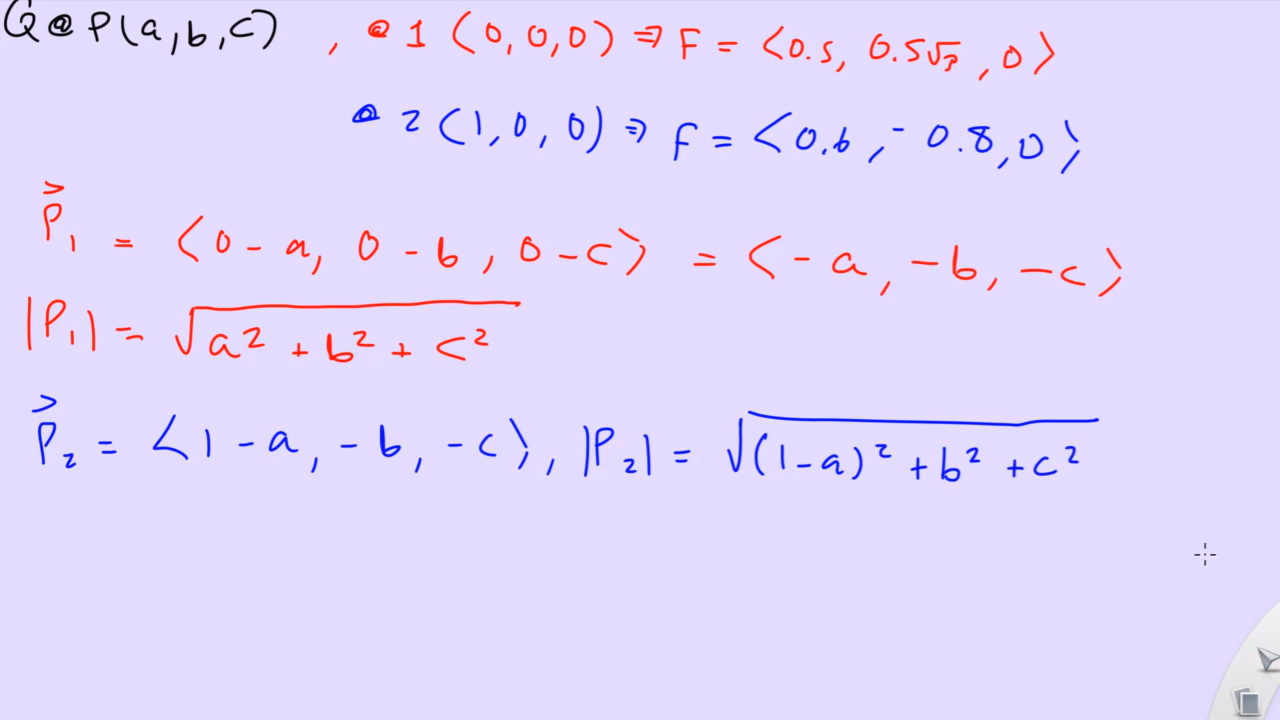 Q @ P(a,b,c) , @ 1 (0,0,0) ⇒ F = <0.5, 0.5√3, 0>
@ 2 (1,0,0) ⇒ F = <0.6, -0.8, 0>
P⃗₁ = <0-a, 0-b, 0-c> = <-a, -b, -c>
|P₁| = √(a² + b² + c²)
P⃗₂ = <1-a, -b, -c>, |P₂| = √((1-a)² + b² + c²)